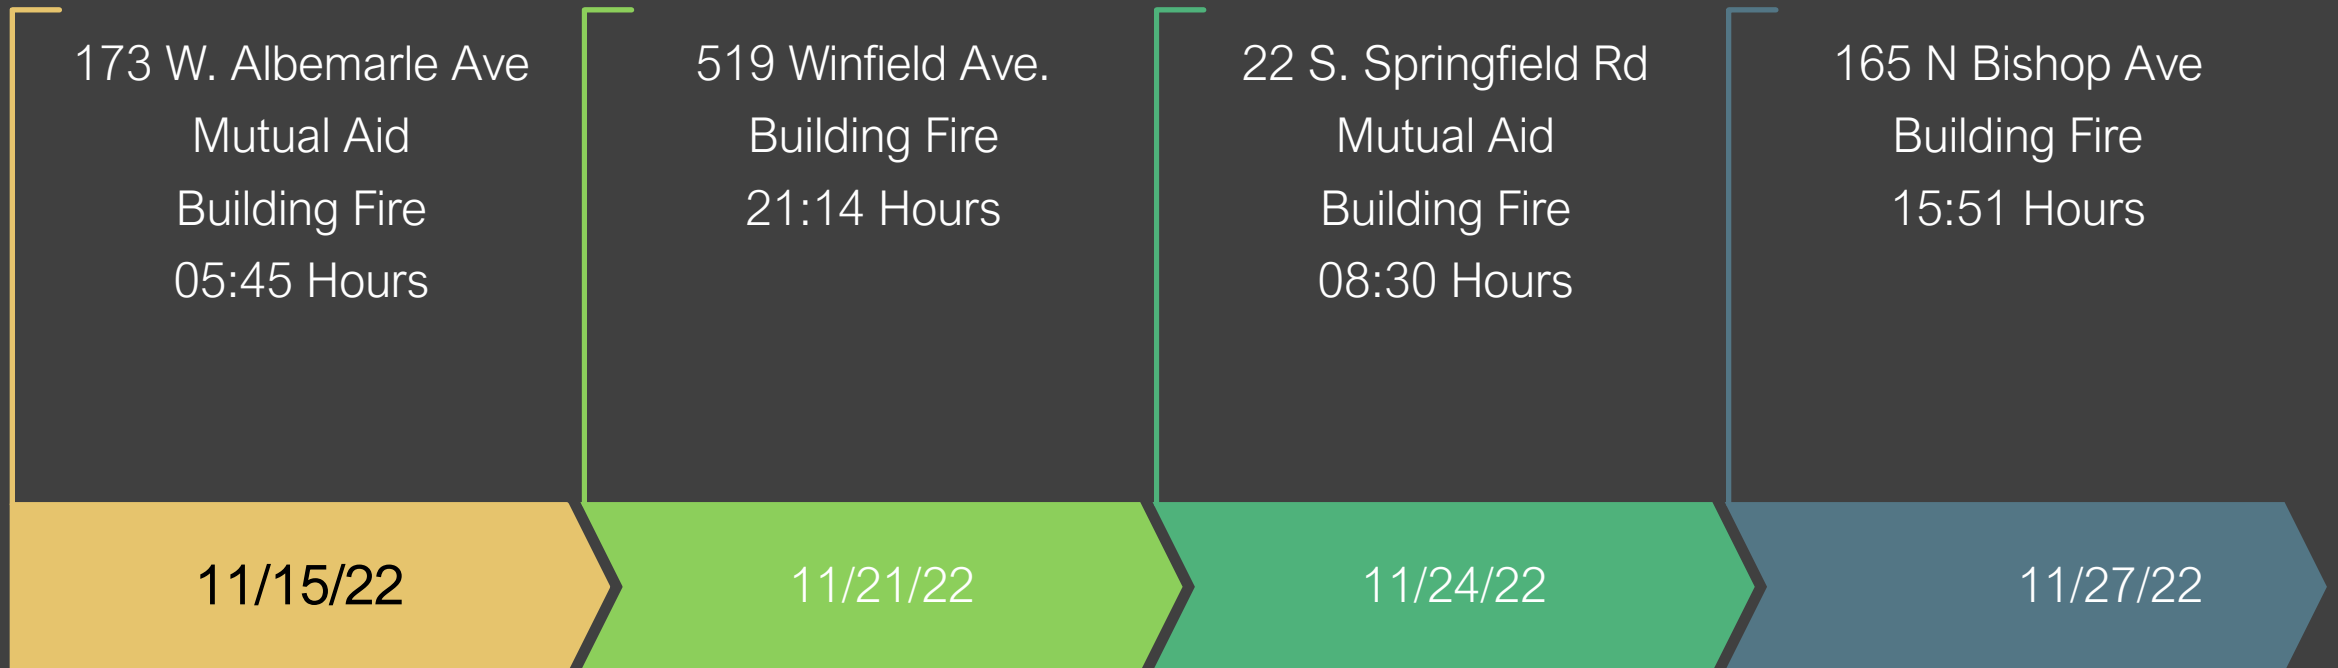 173 W. Albemarle Ave
Mutual Aid
Building Fire
05:45 Hours
519 Winfield Ave.
Building Fire
21:14 Hours
22 S. Springfield Rd
Mutual Aid
Building Fire
08:30 Hours
165 N Bishop Ave
Building Fire
15:51 Hours
11/15/22
11/21/22
11/24/22
11/27/22